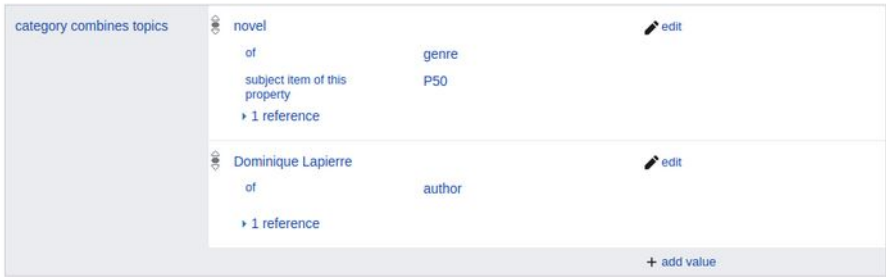 category combines topics
novel
edit
of
genre
subject item of this
property
P50
1 reference
Dominique Lapierre
edit
of
author
1 reference
+ add value